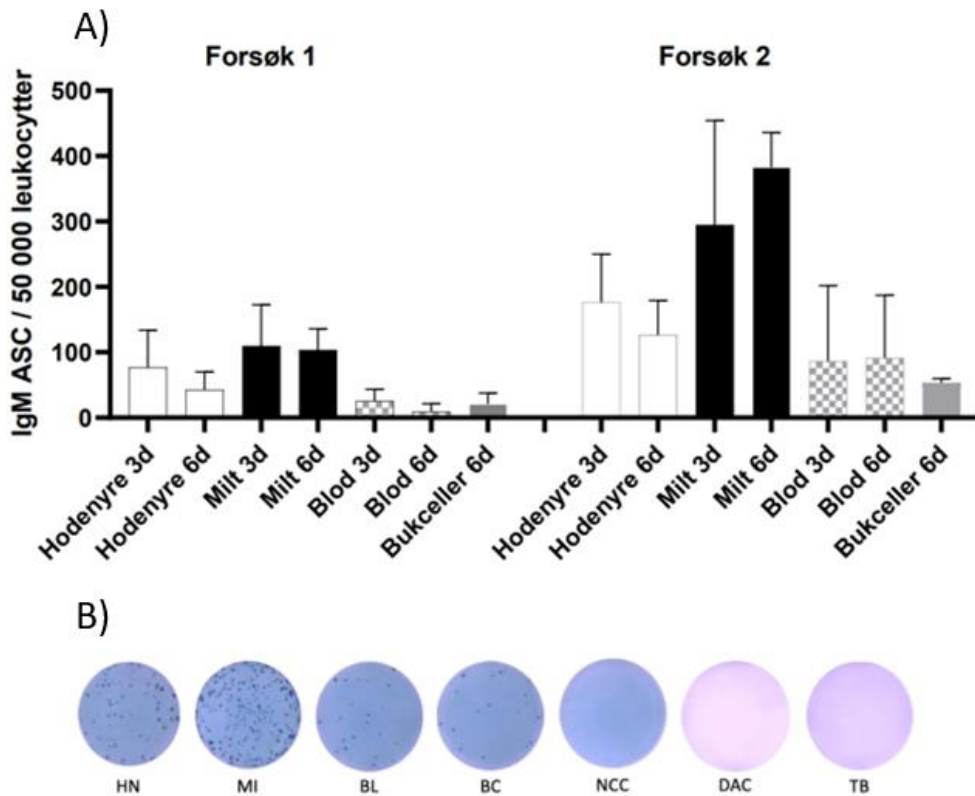 A)
Forsøk 1
Forsøk 2
IgM ASC / 50 000 leukocytter
500
400
300
200
100
0
Hodenyre 3d
Hodenyre 6d
Milt 3d
Milt 6d
Blod 3d
Blod 6d
Bukceller 6d
Hodenyre 3d
Hodenyre 6d
Milt 3d
Milt 6d
Blod 3d
Blod 6d
Bukceller 6d
B)
HN
MI
BL
BC
NCC
DAC
TB